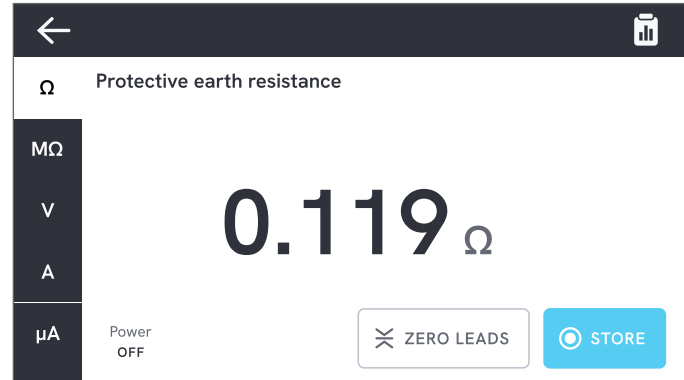 Ω
Protective earth resistance
MΩ
V
0.119 Ω
A
µA
Power
OFF
ZERO LEADS
STORE